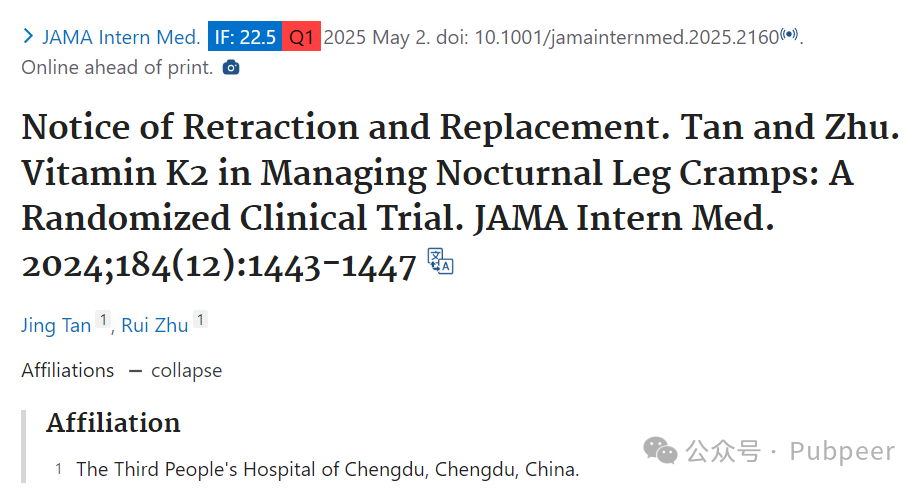 JAMA Intern Med. IF: 22.5 Q1 2025 May 2. doi: 10.1001/jamainternmed.2025.2160.
Online ahead of print.
Notice of Retraction and Replacement. Tan and Zhu.
Vitamin K2 in Managing Nocturnal Leg Cramps: A
Randomized Clinical Trial. JAMA Intern Med.
2024;184(12):1443-1447 文A
Jing Tan 1, Rui Zhu 1
Affiliations — collapse
Affiliation
1 The Third People's Hospital of Chengdu, Chengdu, China.
公众号 · Pubpeer